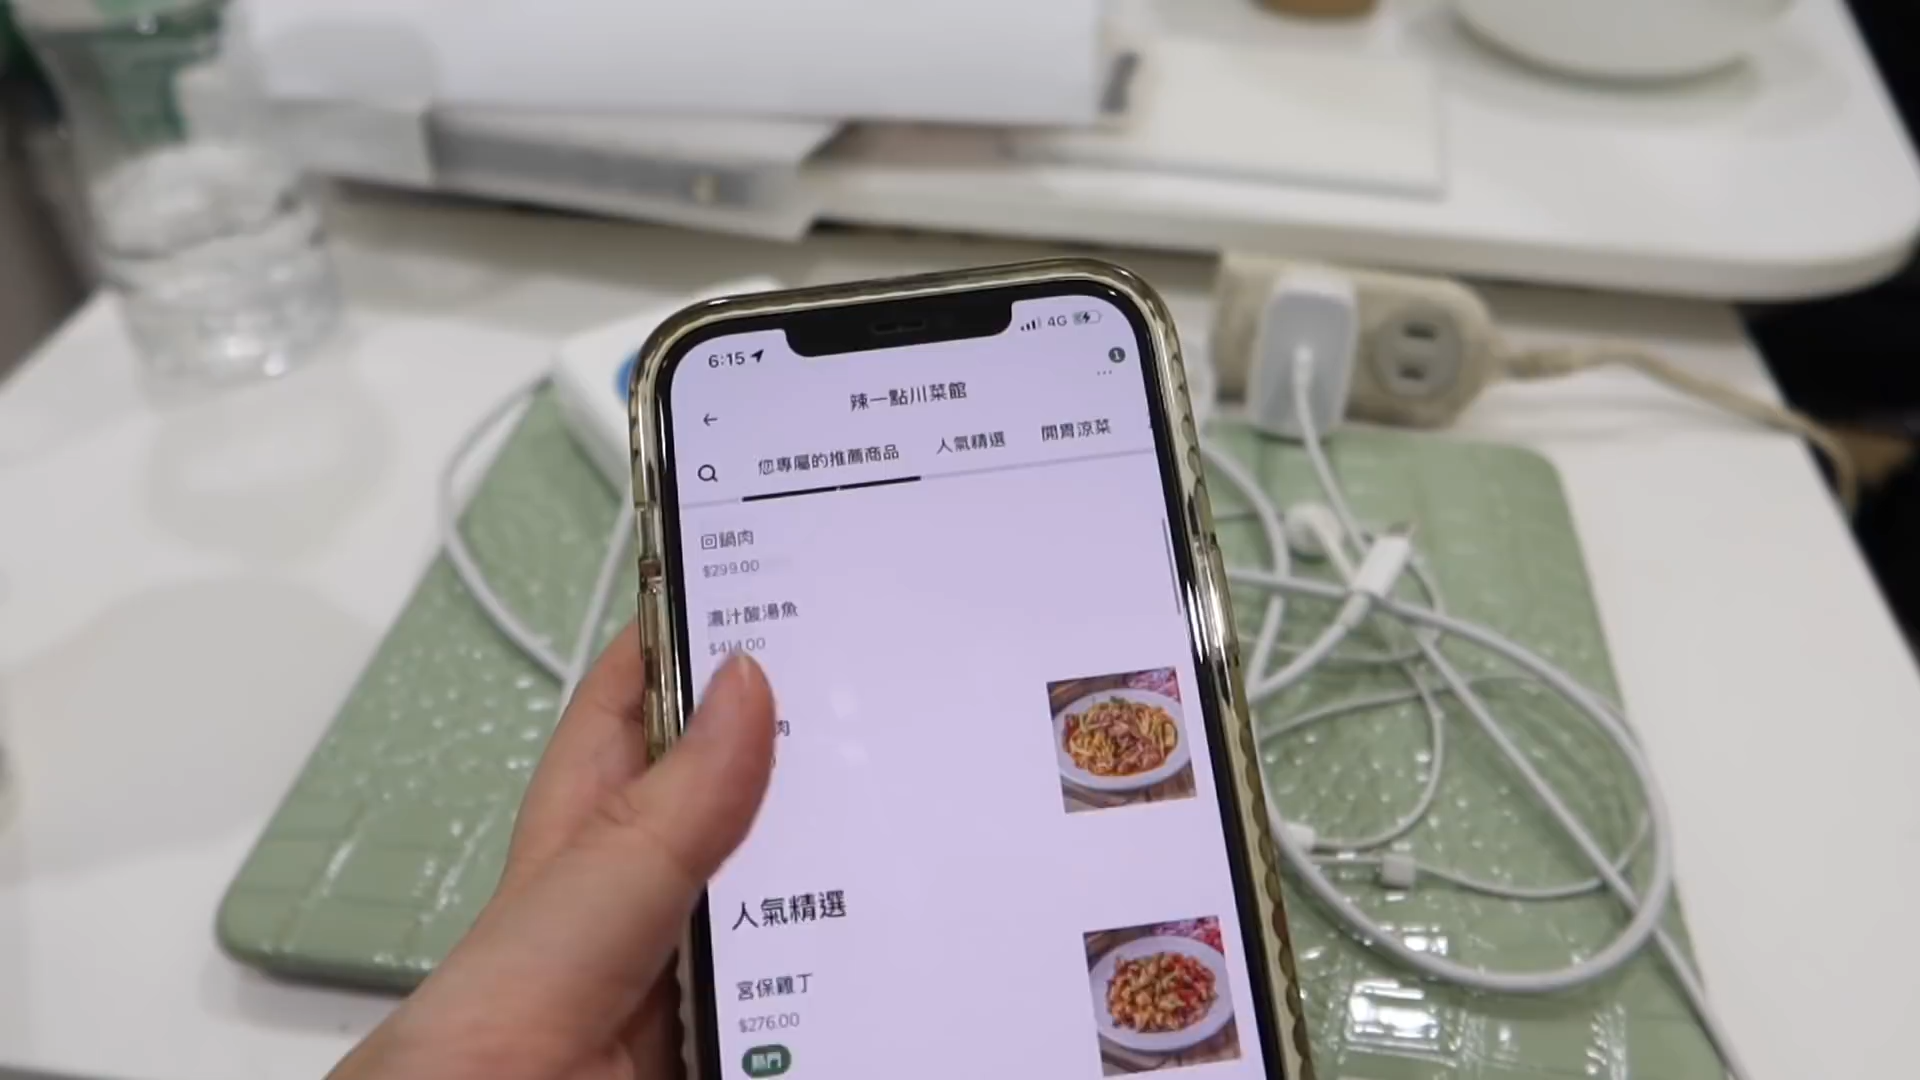 6:15
4G
1
辣一點川菜館
您專屬的推薦商品 人氣精選 開胃涼菜
回鍋肉
$299.00
濃汁酸湯魚
$414.00
肉
人氣精選
宮保雞丁
$276.00
熱門